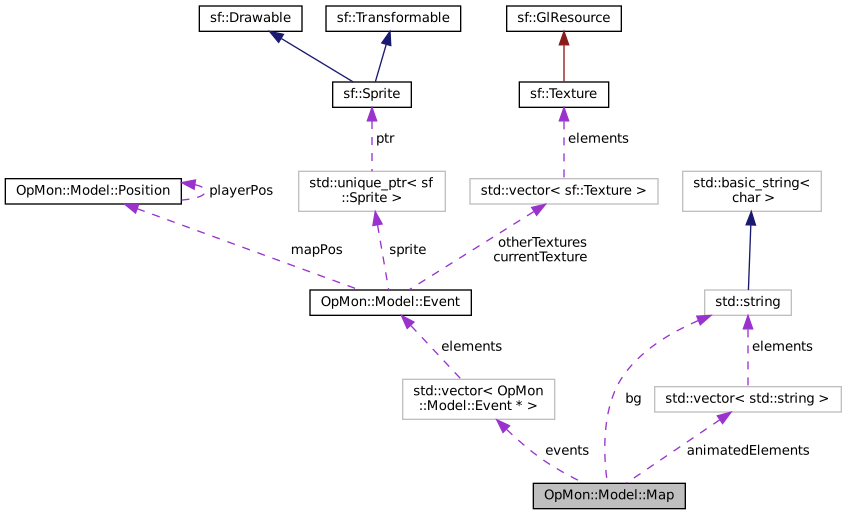 sf::Drawable
sf::Transformable
sf::GlResource
sf::Sprite
sf::Texture
ptr
elements
OpMon::Model::Position
playerPos
std::unique_ptr< sf
::Sprite >
std::vector< sf::Texture >
std::basic_string<
char >
mapPos
sprite
otherTextures
currentTexture
OpMon::Model::Event
std::string
elements
elements
std::vector< OpMon
::Model::Event * >
bg
std::vector< std::string >
events
animatedElements
OpMon::Model::Map